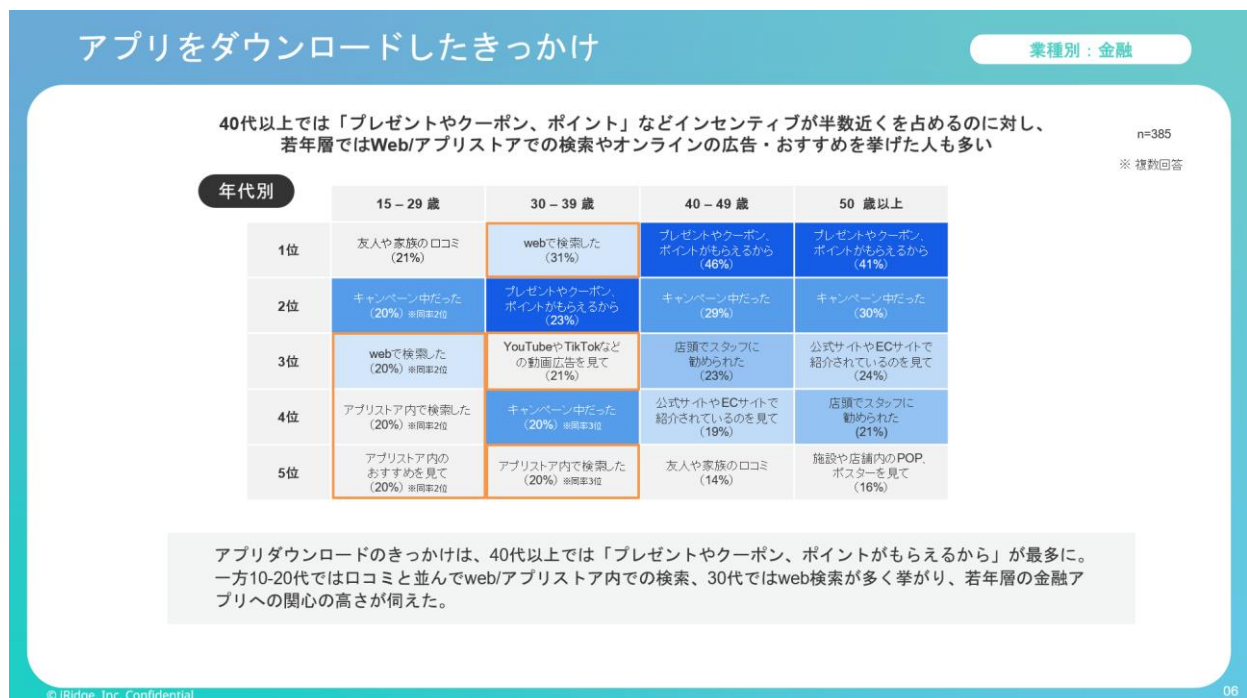 アプリをダウンロードしたきっかけ
業種別：金融
40代以上では「プレゼントやクーポン、ポイント」などインセンティブが半数近くを占めるのに対し、
若年層ではWeb/アプリストアでの検索やオンラインの広告・おすすめを挙げた人も多い
n=385
※ 複数回答
年代別
15 – 29 歳
30 – 39 歳
40 – 49 歳
50 歳以上
1位
友人や家族の口コミ
(21%)
webで検索した
(31%)
プレゼントやクーポン、
ポイントがもらえるから
(46%)
プレゼントやクーポン、
ポイントがもらえるから
(41%)
2位
キャンペーン中だった
(20%) ※同率2位
プレゼントやクーポン、
ポイントがもらえるから
(23%)
キャンペーン中だった
(29%)
キャンペーン中だった
(30%)
3位
webで検索した
(20%) ※同率2位
YouTubeやTikTokなど
の動画広告を見て
(21%)
店頭でスタッフに
勧められた
(23%)
公式サイトやECサイトで
紹介されているのを見て
(24%)
4位
アプリストア内で検索した
(20%) ※同率2位
キャンペーン中だった
(20%) ※同率3位
公式サイトやECサイトで
紹介されているのを見て
(19%)
店頭でスタッフに
勧められた
(21%)
5位
アプリストア内の
おすすめを見て
(20%) ※同率2位
アプリストア内で検索した
(20%) ※同率3位
友人や家族の口コミ
(14%)
施設や店舗内のPOP、
ポスターを見て
(16%)
アプリダウンロードのきっかけは、40代以上では「プレゼントやクーポン、ポイントがもらえるから」が最多に。
一方10-20代では口コミと並んでweb/アプリストア内での検索、30代ではweb検索が多く挙がり、若年層の金融ア
プリへの関心の高さが伺えた。
© iRidge, Inc. Confidential
06